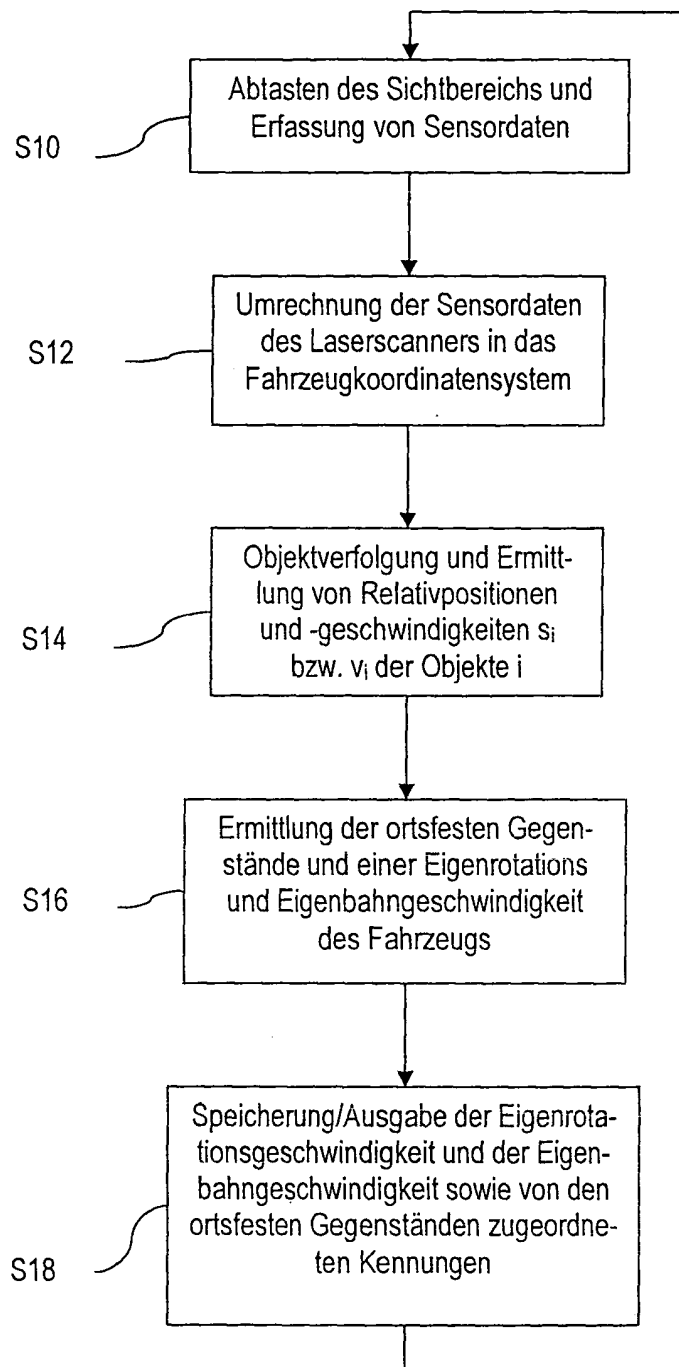 Abtasten des Sichtbereichs und
Erfassung von Sensordaten
S10
Umrechnung der Sensordaten
des Laserscanners in das
Fahrzeugkoordinatensystem
S12
Objektverfolgung und Ermitt-
lung von Relativpositionen
und -geschwindigkeiten sᵢ
bzw. vᵢ der Objekte i
S14
Ermittlung der ortsfesten Gegen-
stände und einer Eigenrotations
und Eigenbahngeschwindigkeit
des Fahrzeugs
S16
Speicherung/Ausgabe der Eigenrota-
tionsgeschwindigkeit und der Eigen-
bahngeschwindigkeit sowie von den
ortsfesten Gegenständen zugeordne-
ten Kennungen
S18